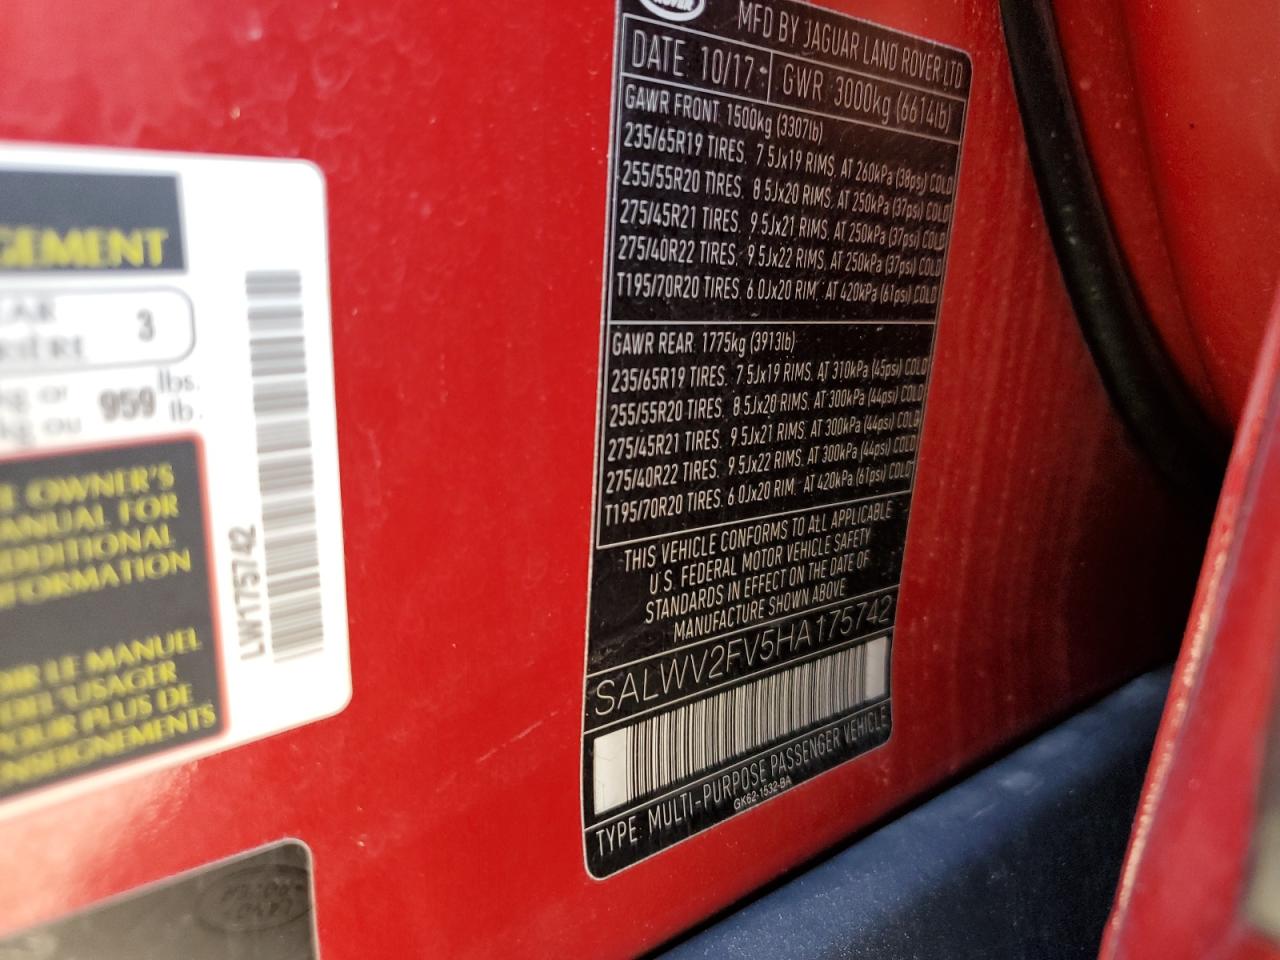 GEMENT
3
959 lbs.
lb.
E OWNER'S
ANUAL FOR
DDITIONAL
FORMATION
IR LE MANUEL
DEL'USAGER
POUR PLUS DE
NSEIGNEMENTS
LW175742
ROVER
MFD BY JAGUAR LAND ROVER LTD
DATE 10/17 GWR 3000kg (6614lb)
GAWR FRONT 1500kg (3307lb)
235/65R19 TIRES, 7.5Jx19 RIMS, AT 260kPa (38psi) COLD
255/55R20 TIRES, 8.5Jx20 RIMS, AT 250kPa (37psi) COLD
275/45R21 TIRES, 9.5Jx21 RIMS, AT 250kPa (37psi) COLD
275/40R22 TIRES, 9.5Jx22 RIMS, AT 250kPa (37psi) COLD
T195/70R20 TIRES, 6.0Jx20 RIM, AT 420kPa (61psi) COLD
GAWR REAR 1775kg (3913lb)
235/65R19 TIRES, 7.5Jx19 RIMS, AT 310kPa (45psi) COLD
255/55R20 TIRES, 8.5Jx20 RIMS, AT 300kPa (44psi) COLD
275/45R21 TIRES, 9.5Jx21 RIMS, AT 300kPa (44psi) COLD
275/40R22 TIRES, 9.5Jx22 RIMS, AT 300kPa (44psi) COLD
T195/70R20 TIRES, 6.0Jx20 RIM, AT 420kPa (61psi) COLD
THIS VEHICLE CONFORMS TO ALL APPLICABLE
U.S. FEDERAL MOTOR VEHICLE SAFETY
STANDARDS IN EFFECT ON THE DATE OF
MANUFACTURE SHOWN ABOVE
SALWV2FV5HA175742
TYPE: MULTI-PURPOSE PASSENGER VEHICLE
GK62-1532-BA